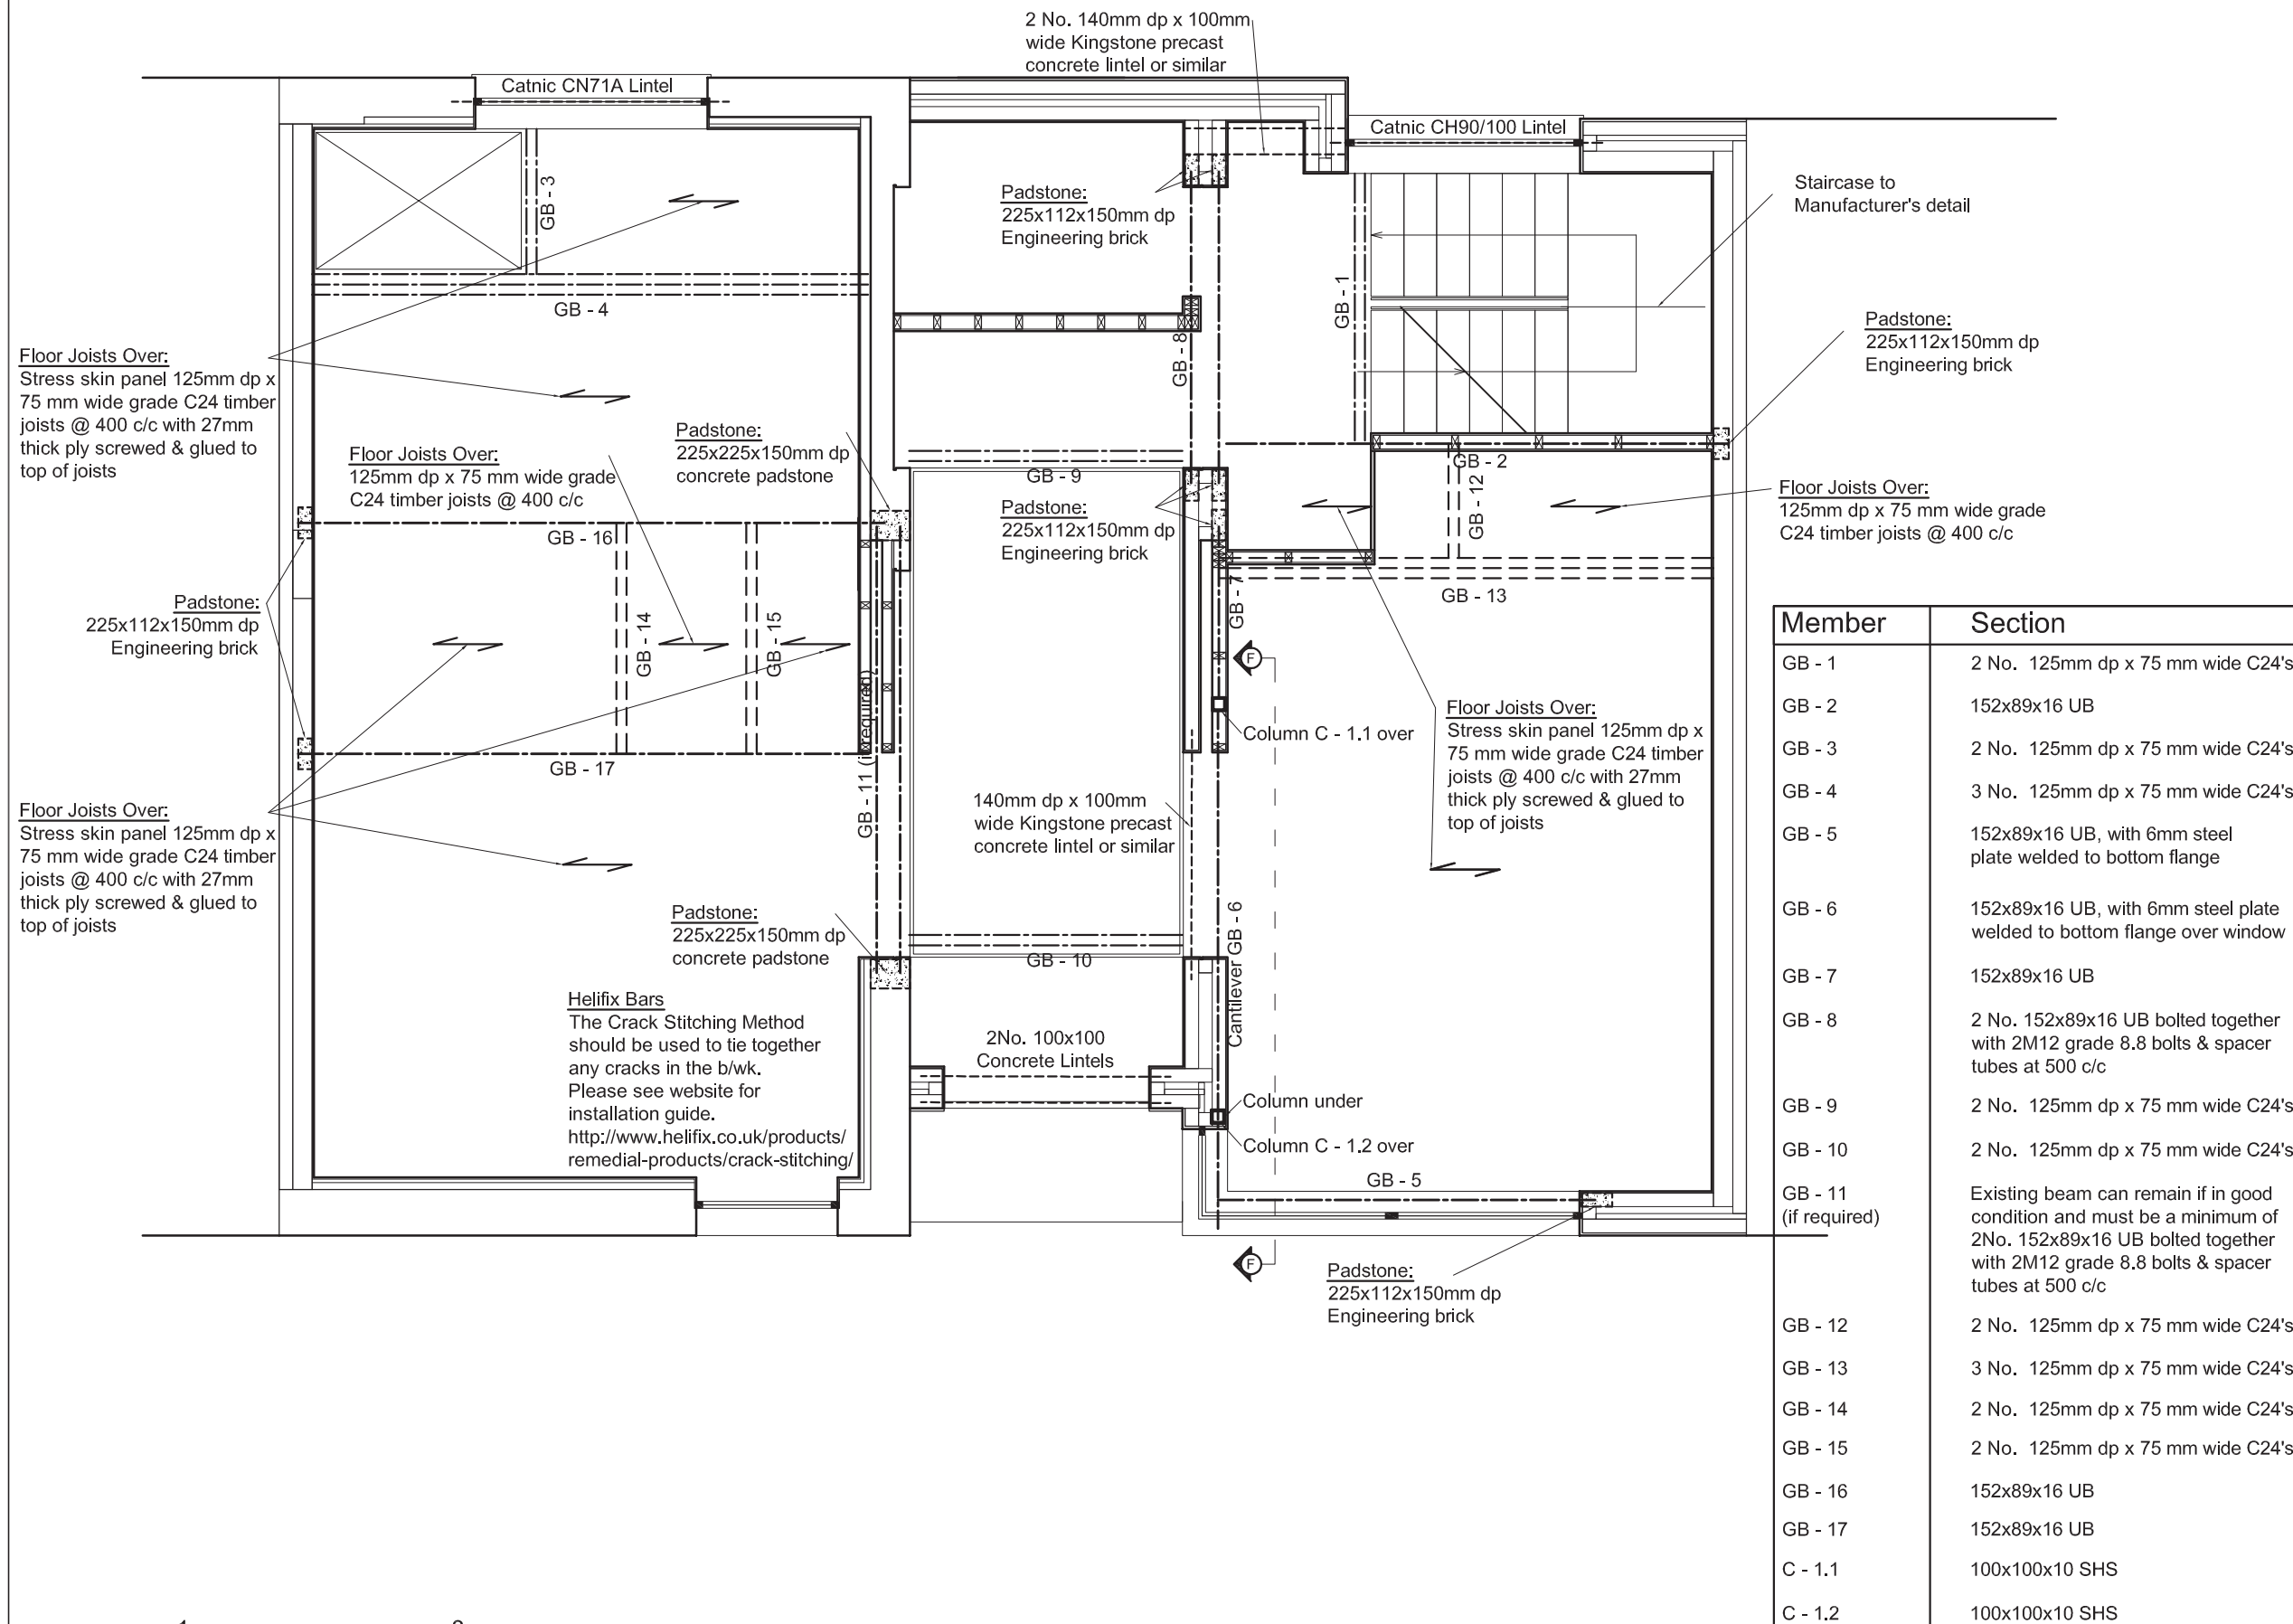 2 No. 140mm dp x 100mm
wide Kingstone precast
concrete lintel or similar
Catnic CN71A Lintel
Catnic CH90/100 Lintel
Padstone:
225x112x150mm dp
Engineering brick
Staircase to
Manufacturer's detail
GB - 3
GB - 4
GB - 1
GB - 8
Padstone:
225x112x150mm dp
Engineering brick
Floor Joists Over:
Stress skin panel 125mm dp x
75 mm wide grade C24 timber
joists @ 400 c/c with 27mm
thick ply screwed & glued to
top of joists
Floor Joists Over:
125mm dp x 75 mm wide grade
C24 timber joists @ 400 c/c
Padstone:
225x225x150mm dp
concrete padstone
GB - 9
GB - 2
GB - 12
Padstone:
225x112x150mm dp
Engineering brick
Floor Joists Over:
125mm dp x 75 mm wide grade
C24 timber joists @ 400 c/c
GB - 16
GB - 7
GB - 13
Padstone:
225x112x150mm dp
Engineering brick
GB - 14
GB - 15
F
GB - 11 (if required)
Column C - 1.1 over
Floor Joists Over:
Stress skin panel 125mm dp x
75 mm wide grade C24 timber
joists @ 400 c/c with 27mm
thick ply screwed & glued to
top of joists
GB - 17
Floor Joists Over:
Stress skin panel 125mm dp x
75 mm wide grade C24 timber
joists @ 400 c/c with 27mm
thick ply screwed & glued to
top of joists
140mm dp x 100mm
wide Kingstone precast
concrete lintel or similar
Padstone:
225x225x150mm dp
concrete padstone
GB - 10
Cantilever GB - 6
Helifix Bars
The Crack Stitching Method
should be used to tie together
any cracks in the b/wk.
Please see website for
installation guide.
http://www.helifix.co.uk/products/
remedial-products/crack-stitching/
2No. 100x100
Concrete Lintels
Column under
Column C - 1.2 over
GB - 5
F
Padstone:
225x112x150mm dp
Engineering brick
Member Section
GB - 1 2 No. 125mm dp x 75 mm wide C24's
GB - 2 152x89x16 UB
GB - 3 2 No. 125mm dp x 75 mm wide C24's
GB - 4 3 No. 125mm dp x 75 mm wide C24's
GB - 5 152x89x16 UB, with 6mm steel
plate welded to bottom flange
GB - 6 152x89x16 UB, with 6mm steel plate
welded to bottom flange over window
GB - 7 152x89x16 UB
GB - 8 2 No. 152x89x16 UB bolted together
with 2M12 grade 8.8 bolts & spacer
tubes at 500 c/c
GB - 9 2 No. 125mm dp x 75 mm wide C24's
GB - 10 2 No. 125mm dp x 75 mm wide C24's
GB - 11 Existing beam can remain if in good
(if required) condition and must be a minimum of
2No. 152x89x16 UB bolted together
with 2M12 grade 8.8 bolts & spacer
tubes at 500 c/c
GB - 12 2 No. 125mm dp x 75 mm wide C24's
GB - 13 3 No. 125mm dp x 75 mm wide C24's
GB - 14 2 No. 125mm dp x 75 mm wide C24's
GB - 15 2 No. 125mm dp x 75 mm wide C24's
GB - 16 152x89x16 UB
GB - 17 152x89x16 UB
C - 1.1 100x100x10 SHS
C - 1.2 100x100x10 SHS